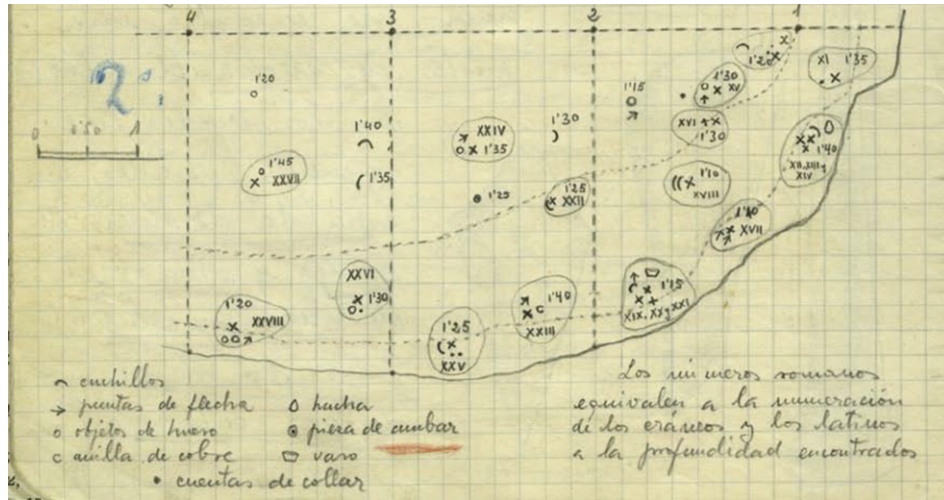 4 3 2 1
2ª
0 0'50 1
1'20
1'20
XI 1'35
1'30
XV
1'15
1'40
XXIV
1'35
1'30
XVI
1'30
1'40
XII, XIII y
XIV
1'45
XXVII
1'35
1'25
1'25
XXII
1'10
XVIII
1'10
XVII
XXVI
1'30
1'20
XXVIII
1'40
XXIII
1'15
XIX, XX y XXI
1'25
XXV
cuchillos
puntas de flecha
objetos de hueso
anilla de cobre
cuentas de collar
hacha
pieza de ambar
vaso
Los números romanos
equivalen a la numeración
de los cráneos y los latinos
a la profundidad encontrados